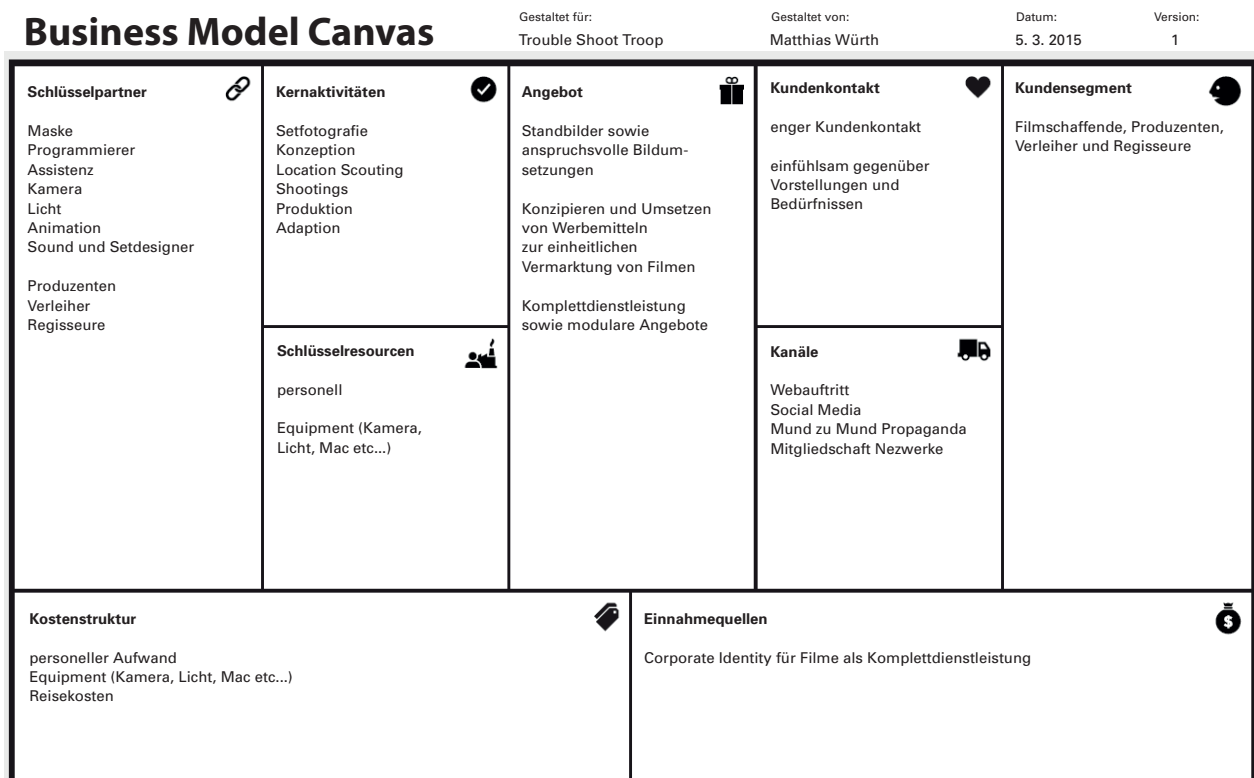 Business Model Canvas
Gestaltet für:
Trouble Shoot Troop
Gestaltet von:
Matthias Würth
Datum:
5. 3. 2015
Version:
1
Schlüsselpartner
Maske
Programmierer
Assistenz
Kamera
Licht
Animation
Sound und Setdesigner
Produzenten
Verleiher
Regisseure
Kernaktivitäten
Setfotografie
Konzeption
Location Scouting
Shootings
Produktion
Adaption
Schlüsselresourcen
personell
Equipment (Kamera,
Licht, Mac etc...)
Angebot
Standbilder sowie
anspruchsvolle Bildum-
setzungen
Konzipieren und Umsetzen
von Werbemitteln
zur einheitlichen
Vermarktung von Filmen
Komplettdienstleistung
sowie modulare Angebote
Kundenkontakt
enger Kundenkontakt
einfühlsam gegenüber
Vorstellungen und
Bedürfnissen
Kanäle
Webauftritt
Social Media
Mund zu Mund Propaganda
Mitgliedschaft Nezwerke
Kundensegment
Filmschaffende, Produzenten,
Verleiher und Regisseure
Kostenstruktur
personeller Aufwand
Equipment (Kamera, Licht, Mac etc...)
Reisekosten
Einnahmequellen
$
Corporate Identity für Filme als Komplettdienstleistung